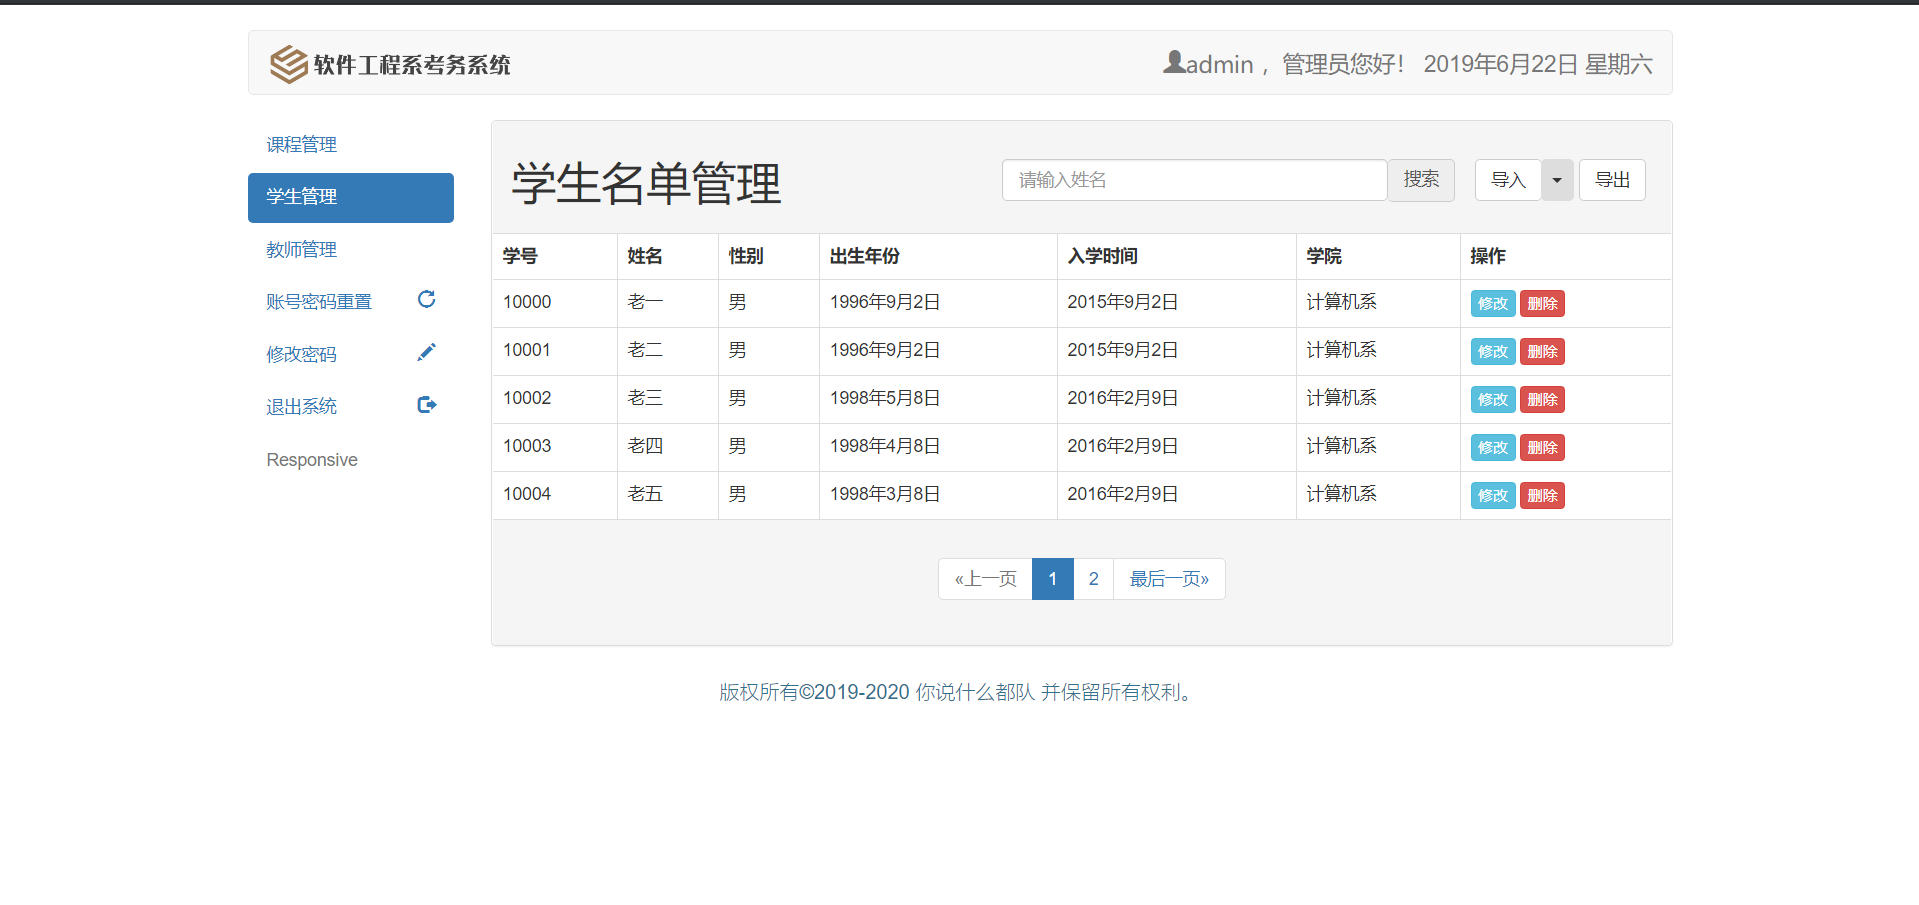 软件工程系考务系统
admin，管理员您好！ 2019年6月22日 星期六
课程管理
学生管理
教师管理
账号密码重置
修改密码
退出系统
Responsive
学生名单管理
请输入姓名 搜索 导入 导出
学号 姓名 性别 出生年份 入学时间 学院 操作
10000 老一 男 1996年9月2日 2015年9月2日 计算机系 修改 删除
10001 老二 男 1996年9月2日 2015年9月2日 计算机系 修改 删除
10002 老三 男 1998年5月8日 2016年2月9日 计算机系 修改 删除
10003 老四 男 1998年4月8日 2016年2月9日 计算机系 修改 删除
10004 老五 男 1998年3月8日 2016年2月9日 计算机系 修改 删除
«上一页 1 2 最后一页»
版权所有©2019-2020 你说什么都队 并保留所有权利。